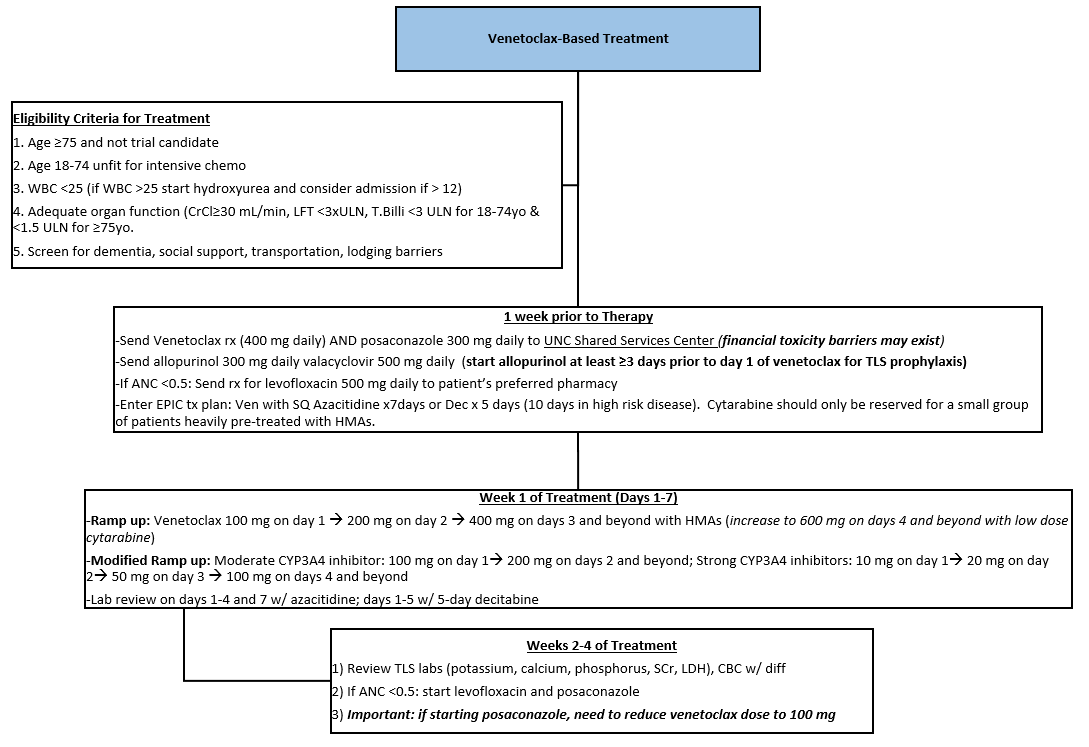 Venetoclax-Based Treatment
Eligibility Criteria for Treatment
1. Age ≥75 and not trial candidate
2. Age 18-74 unfit for intensive chemo
3. WBC <25 (if WBC >25 start hydroxyurea and consider admission if > 12)
4. Adequate organ function (CrCl≥30 mL/min, LFT <3xULN, T.Billi <3 ULN for 18-74yo &
<1.5 ULN for ≥75yo.
5. Screen for dementia, social support, transportation, lodging barriers
1 week prior to Therapy
-Send Venetoclax rx (400 mg daily) AND posaconazole 300 mg daily to UNC Shared Services Center (financial toxicity barriers may exist)
-Send allopurinol 300 mg daily valacyclovir 500 mg daily (start allopurinol at least ≥3 days prior to day 1 of venetoclax for TLS prophylaxis)
-If ANC <0.5: Send rx for levofloxacin 500 mg daily to patient's preferred pharmacy
-Enter EPIC tx plan: Ven with SQ Azacitidine x7days or Dec x 5 days (10 days in high risk disease). Cytarabine should only be reserved for a small group
of patients heavily pre-treated with HMAs.
Week 1 of Treatment (Days 1-7)
-Ramp up: Venetoclax 100 mg on day 1 → 200 mg on day 2 → 400 mg on days 3 and beyond with HMAs (increase to 600 mg on days 4 and beyond with low dose
cytarabine)
-Modified Ramp up: Moderate CYP3A4 inhibitor: 100 mg on day 1→ 200 mg on days 2 and beyond; Strong CYP3A4 inhibitors: 10 mg on day 1→ 20 mg on day
2→ 50 mg on day 3 → 100 mg on days 4 and beyond
-Lab review on days 1-4 and 7 w/ azacitidine; days 1-5 w/ 5-day decitabine
Weeks 2-4 of Treatment
1) Review TLS labs (potassium, calcium, phosphorus, SCr, LDH), CBC w/ diff
2) If ANC <0.5: start levofloxacin and posaconazole
3) Important: if starting posaconazole, need to reduce venetoclax dose to 100 mg